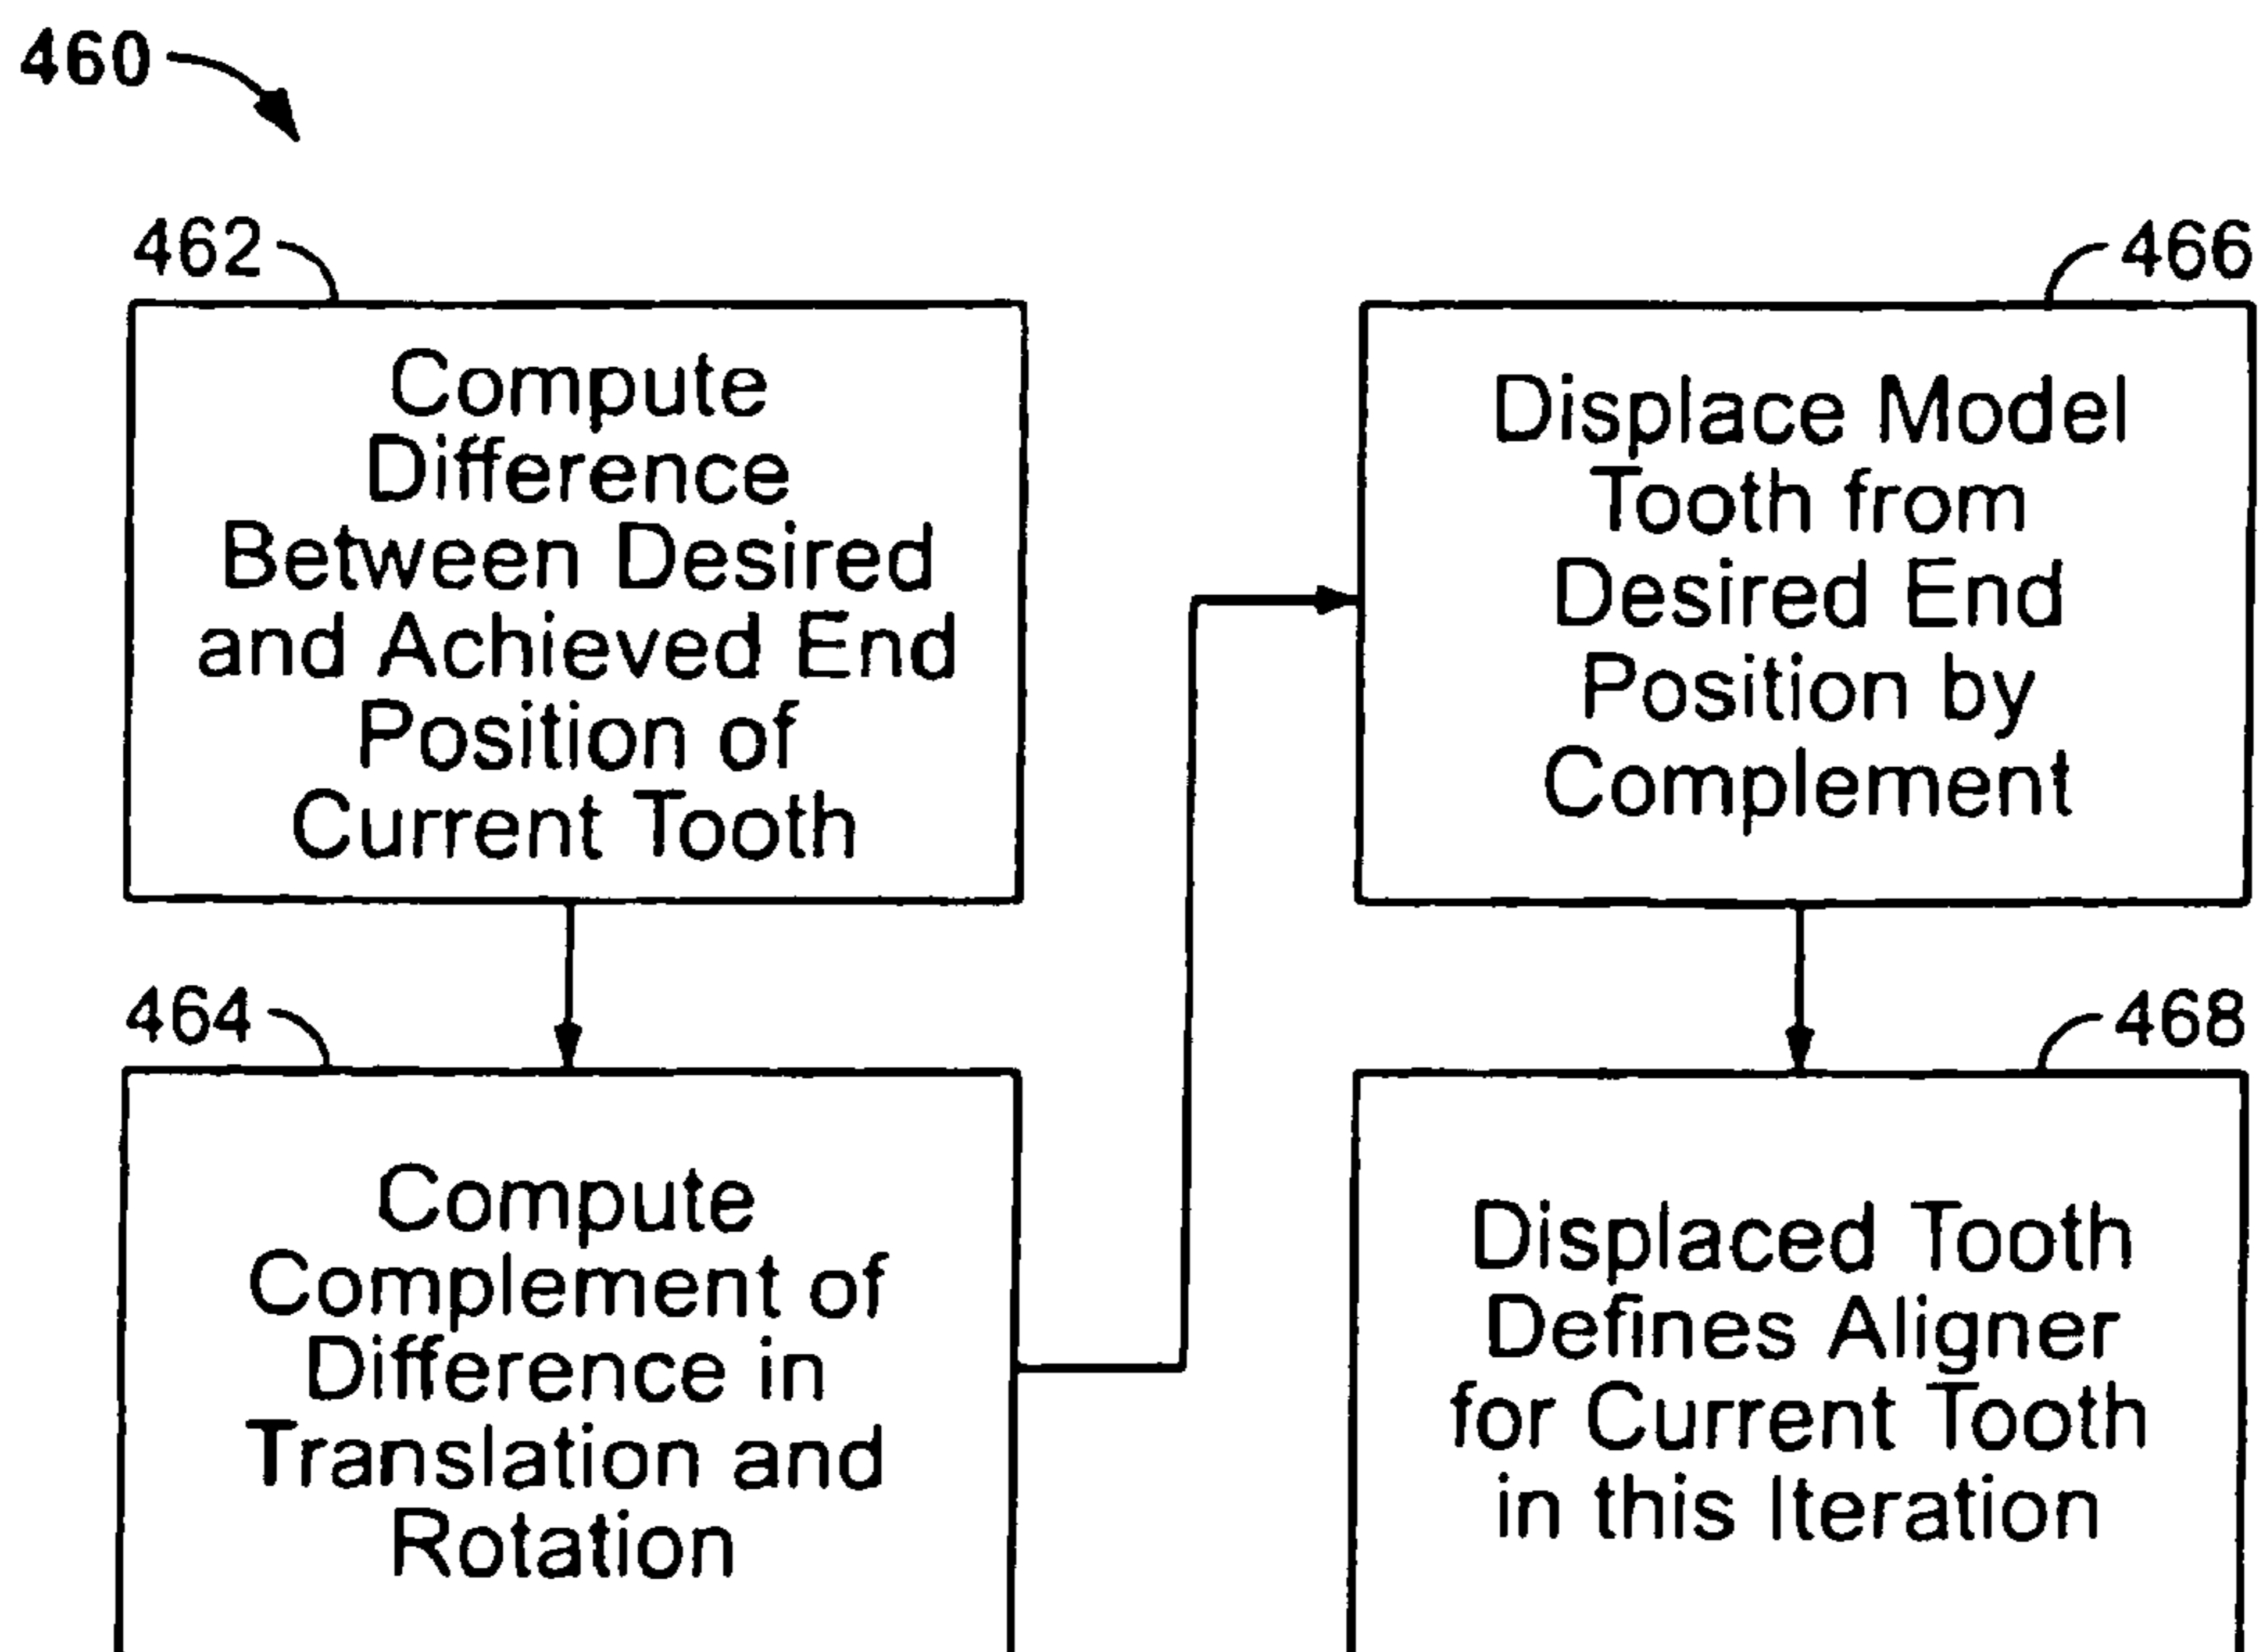 460
462
Compute
Difference
Between Desired
and Achieved End
Position of
Current Tooth
464
Compute
Complement of
Difference in
Translation and
Rotation
466
Displace Model
Tooth from
Desired End
Position by
Complement
468
Displaced Tooth
Defines Aligner
for Current Tooth
in this Iteration